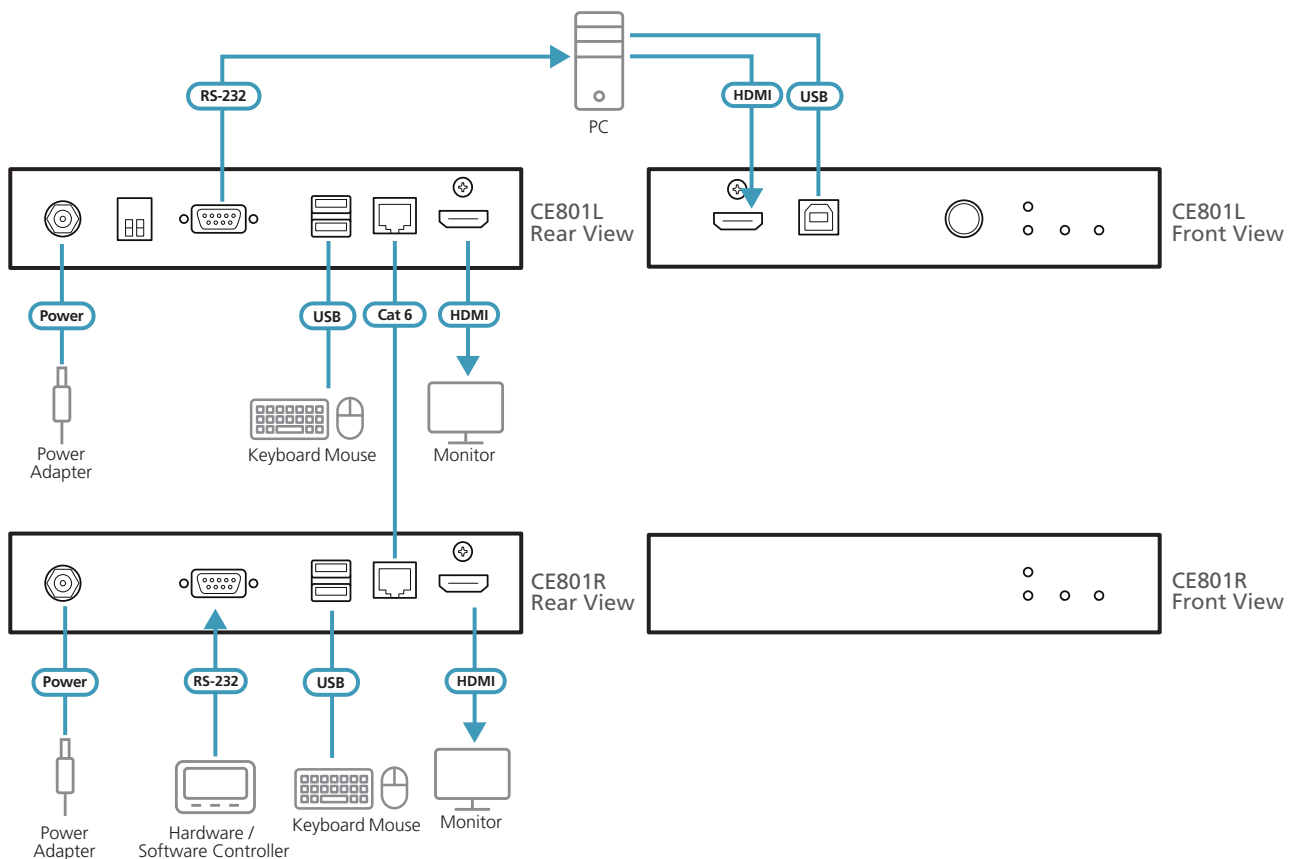 RS-232
HDMI
USB
PC
CE801L
Rear View
CE801L
Front View
Power
USB
Cat 6
HDMI
Power
Adapter
Keyboard Mouse
Monitor
CE801R
Rear View
CE801R
Front View
Power
RS-232
USB
HDMI
Power
Adapter
Hardware /
Software Controller
Keyboard Mouse
Monitor